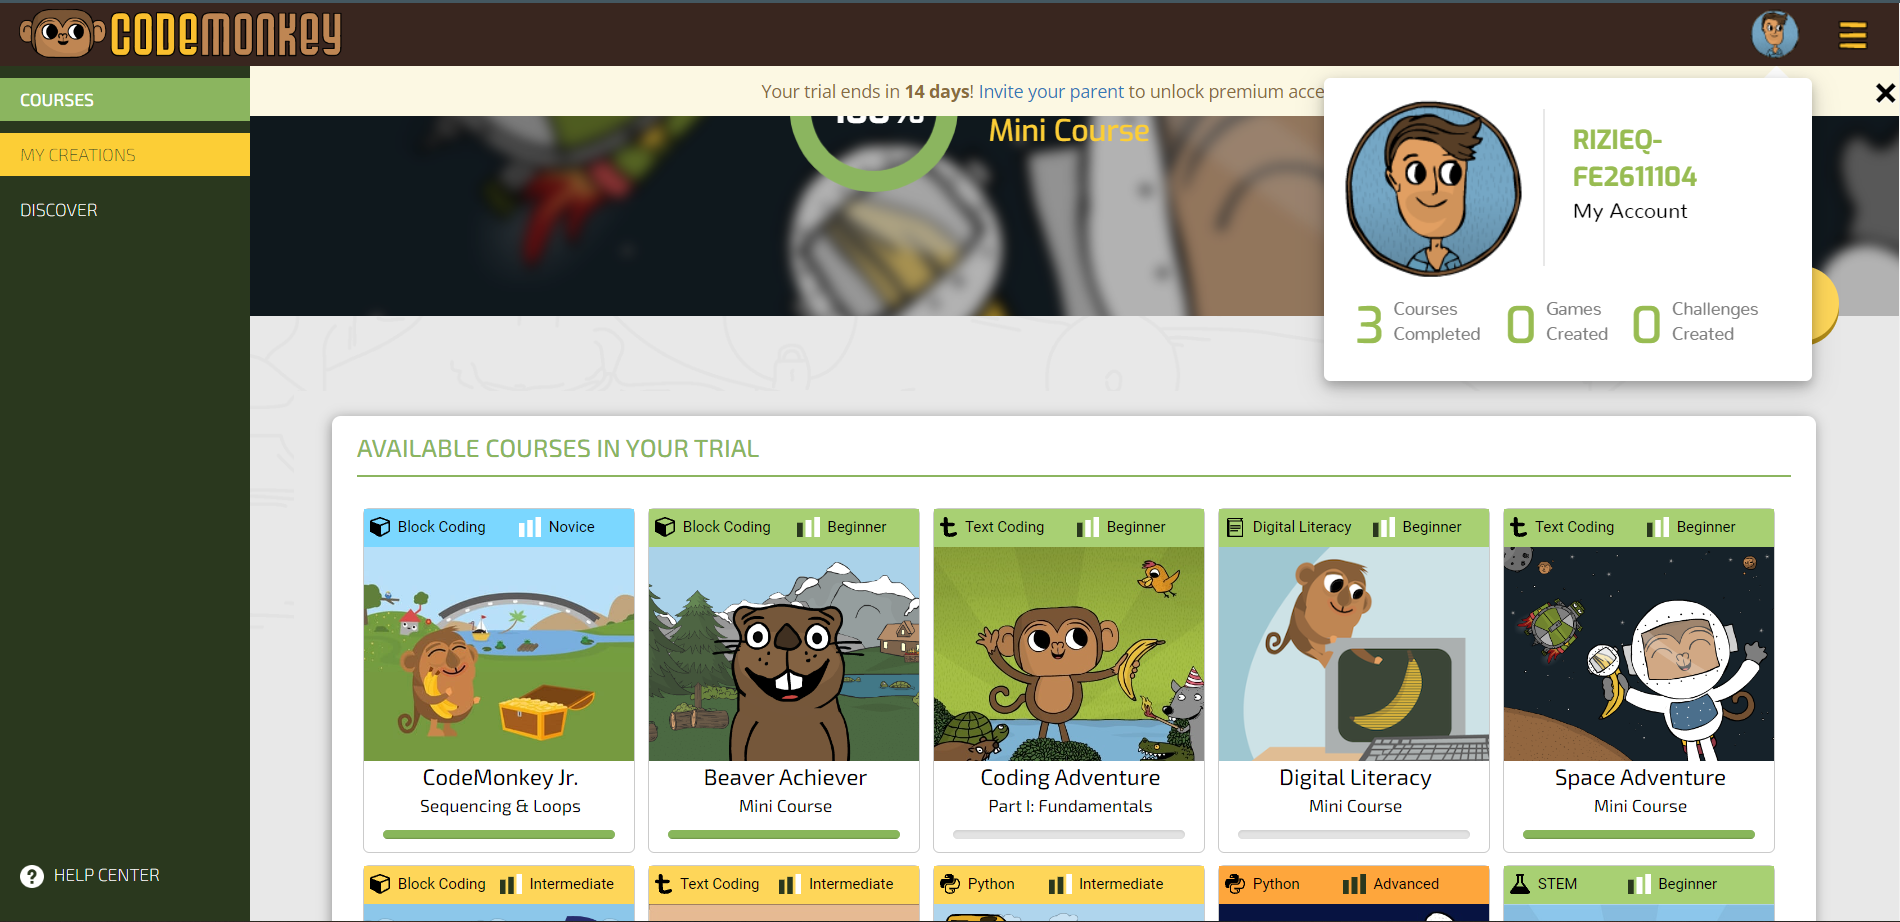 CODEMONKEY
COURSES
MY CREATIONS
DISCOVER
HELP CENTER
Your trial ends in 14 days! Invite your parent to unlock premium
Mini Course
RIZIEQ-
FE2611104
My Account
3 Courses Completed
0 Games Created
0 Challenges Created
AVAILABLE COURSES IN YOUR TRIAL
Block Coding Novice
CodeMonkey Jr.
Sequencing & Loops
Block Coding Beginner
Beaver Achiever
Mini Course
Text Coding Beginner
Coding Adventure
Part I: Fundamentals
Digital Literacy Beginner
Digital Literacy
Mini Course
Text Coding Beginner
Space Adventure
Mini Course
Block Coding Intermediate
Text Coding Intermediate
Python Intermediate
Python Advanced
STEM Beginner